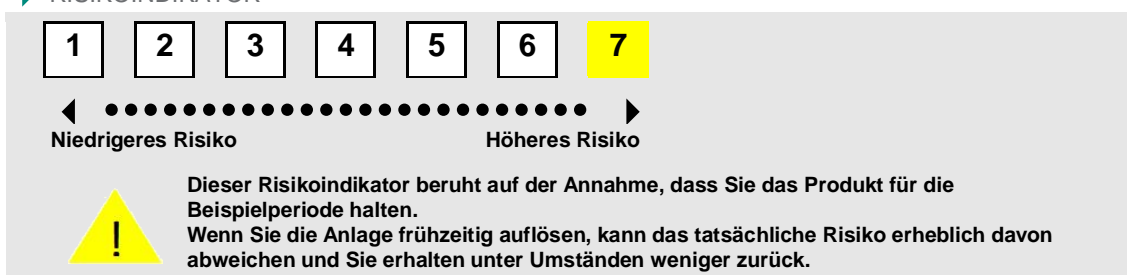 RISIKOINDIKATOR
1 2 3 4 5 6 7
Niedrigeres Risiko Höheres Risiko
Dieser Risikoindikator beruht auf der Annahme, dass Sie das Produkt für die
Beispielperiode halten.
! Wenn Sie die Anlage frühzeitig auflösen, kann das tatsächliche Risiko erheblich davon
abweichen und Sie erhalten unter Umständen weniger zurück.